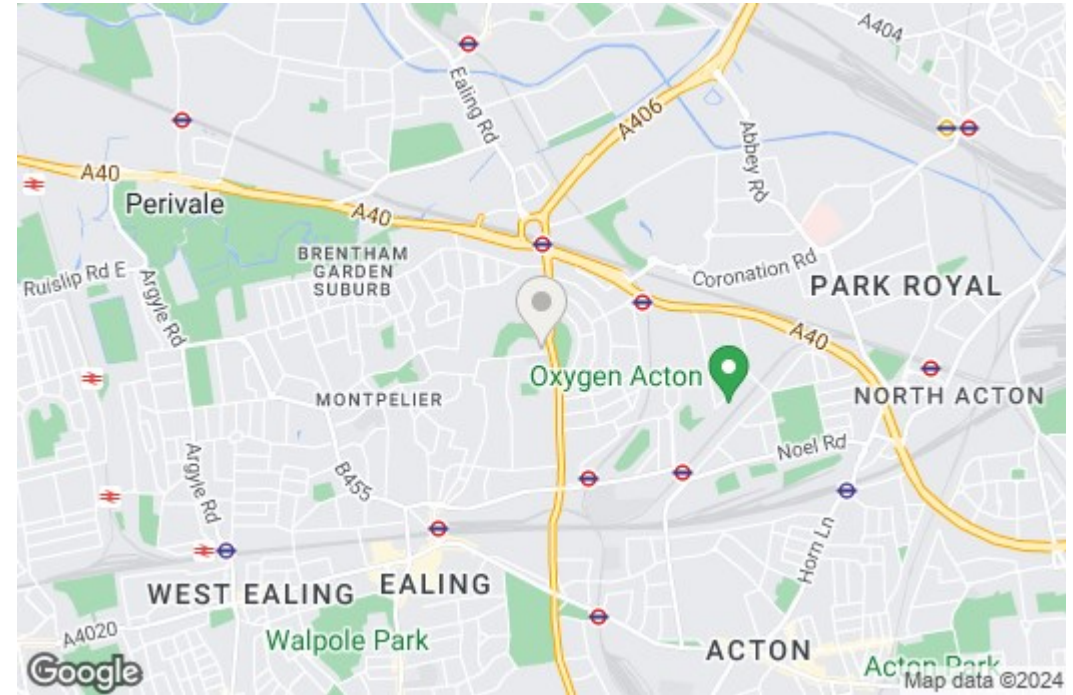 A404
Ealing Rd
A406
Abbey Rd
A40
Perivale
A40
BRENTHAM
GARDEN
SUBURB
Coronation Rd
Ruislip Rd E
Argyle Rd
PARK ROYAL
A40
Oxygen Acton
MONTPELIER
NORTH ACTON
Noel Rd
Argyle Rd
B455
Horn Ln
WEST EALING
EALING
A4020
Walpole Park
ACTON
Acton Park
Google
Map data ©2024